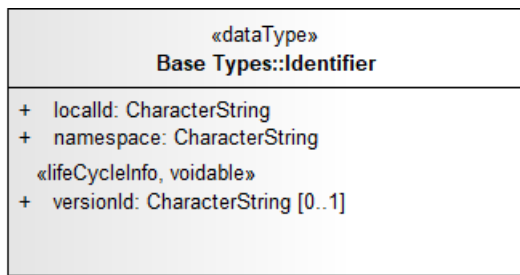 «dataType»
Base Types::Identifier
+ localId: CharacterString
+ namespace: CharacterString
«lifeCycleInfo, voidable»
+ versionId: CharacterString [0..1]